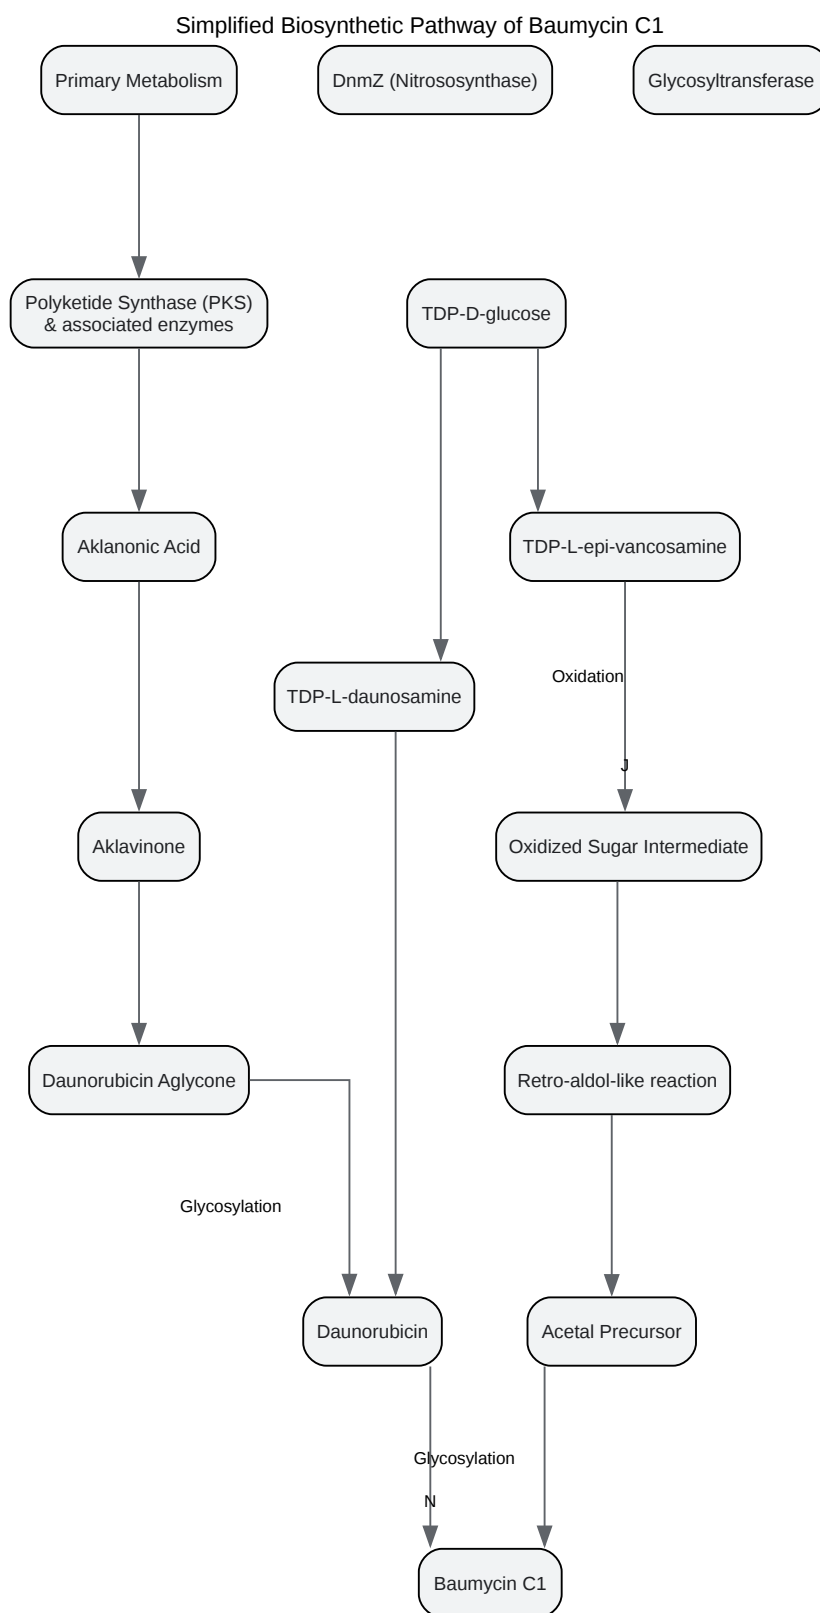 Simplified Biosynthetic Pathway of Baumycin C1
Primary Metabolism
DnmZ (Nitrososynthase)
Glycosyltransferase
Polyketide Synthase (PKS)
& associated enzymes
TDP-D-glucose
Aklanonic Acid
TDP-L-epi-vancosamine
Oxidation
TDP-L-daunosamine
J
Aklavinone
Oxidized Sugar Intermediate
Daunorubicin Aglycone
Retro-aldol-like reaction
Glycosylation
Daunorubicin
Acetal Precursor
Glycosylation
N
Baumycin C1